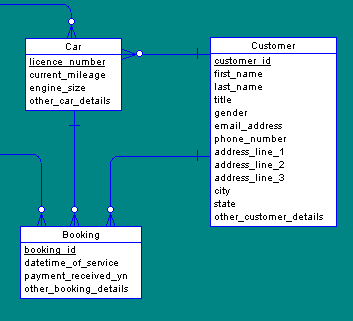 Car
licence_number
current_mileage
engine_size
other_car_details
Customer
customer_id
first_name
last_name
title
gender
email_address
phone_number
address_line_1
address_line_2
address_line_3
city
state
other_customer_details
Booking
booking_id
datetime_of_service
payment_received_yn
other_booking_details